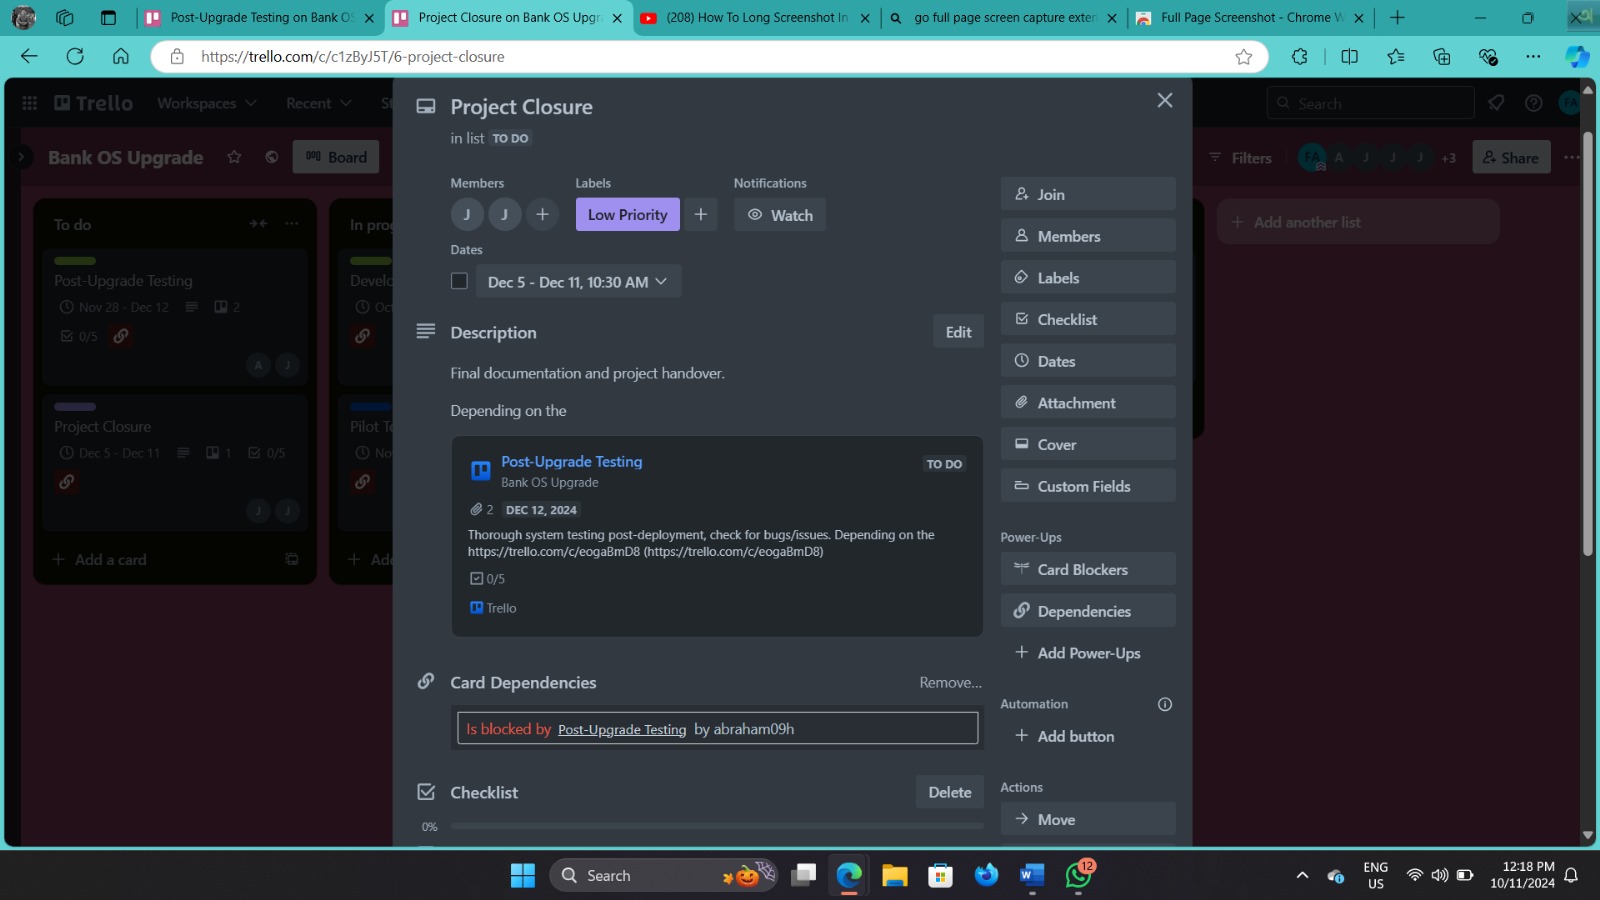 Post-Upgrade Testing on Bank OS
Project Closure on Bank OS Upgra
(208) How To Long Screenshot In
go full page screen capture exten
Full Page Screenshot - Chrome W
https://trello.com/c/c1zByJ5T/6-project-closure
Trello
Workspaces
Recent
St
Search
FA
Bank OS Upgrade
Board
Filters
FA
A
J
J
J
+3
Share
To do
Post-Upgrade Testing
Nov 28 - Dec 12
2
0/5
A
J
Project Closure
Dec 5 - Dec 11
1
0/5
J
J
+ Add a card
In prog
Develo
Oct
Pilot Te
No
+ Add
+ Add another list
Project Closure
in list TO DO
Members
J
J
Labels
Low Priority
Notifications
Watch
Dates
Dec 5 - Dec 11, 10:30 AM
Description
Edit
Final documentation and project handover.
Depending on the
Post-Upgrade Testing
TO DO
Bank OS Upgrade
2 DEC 12, 2024
Thorough system testing post-deployment, check for bugs/issues. Depending on the
https://trello.com/c/eogaBmD8 (https://trello.com/c/eogaBmD8)
0/5
Trello
Card Dependencies
Remove...
Is blocked by Post-Upgrade Testing by abraham09h
Checklist
Delete
0%
Join
Members
Labels
Checklist
Dates
Attachment
Cover
Custom Fields
Power-Ups
Card Blockers
Dependencies
+ Add Power-Ups
Automation
+ Add button
Actions
Move
Search
12
ENG
US
12:18 PM
10/11/2024